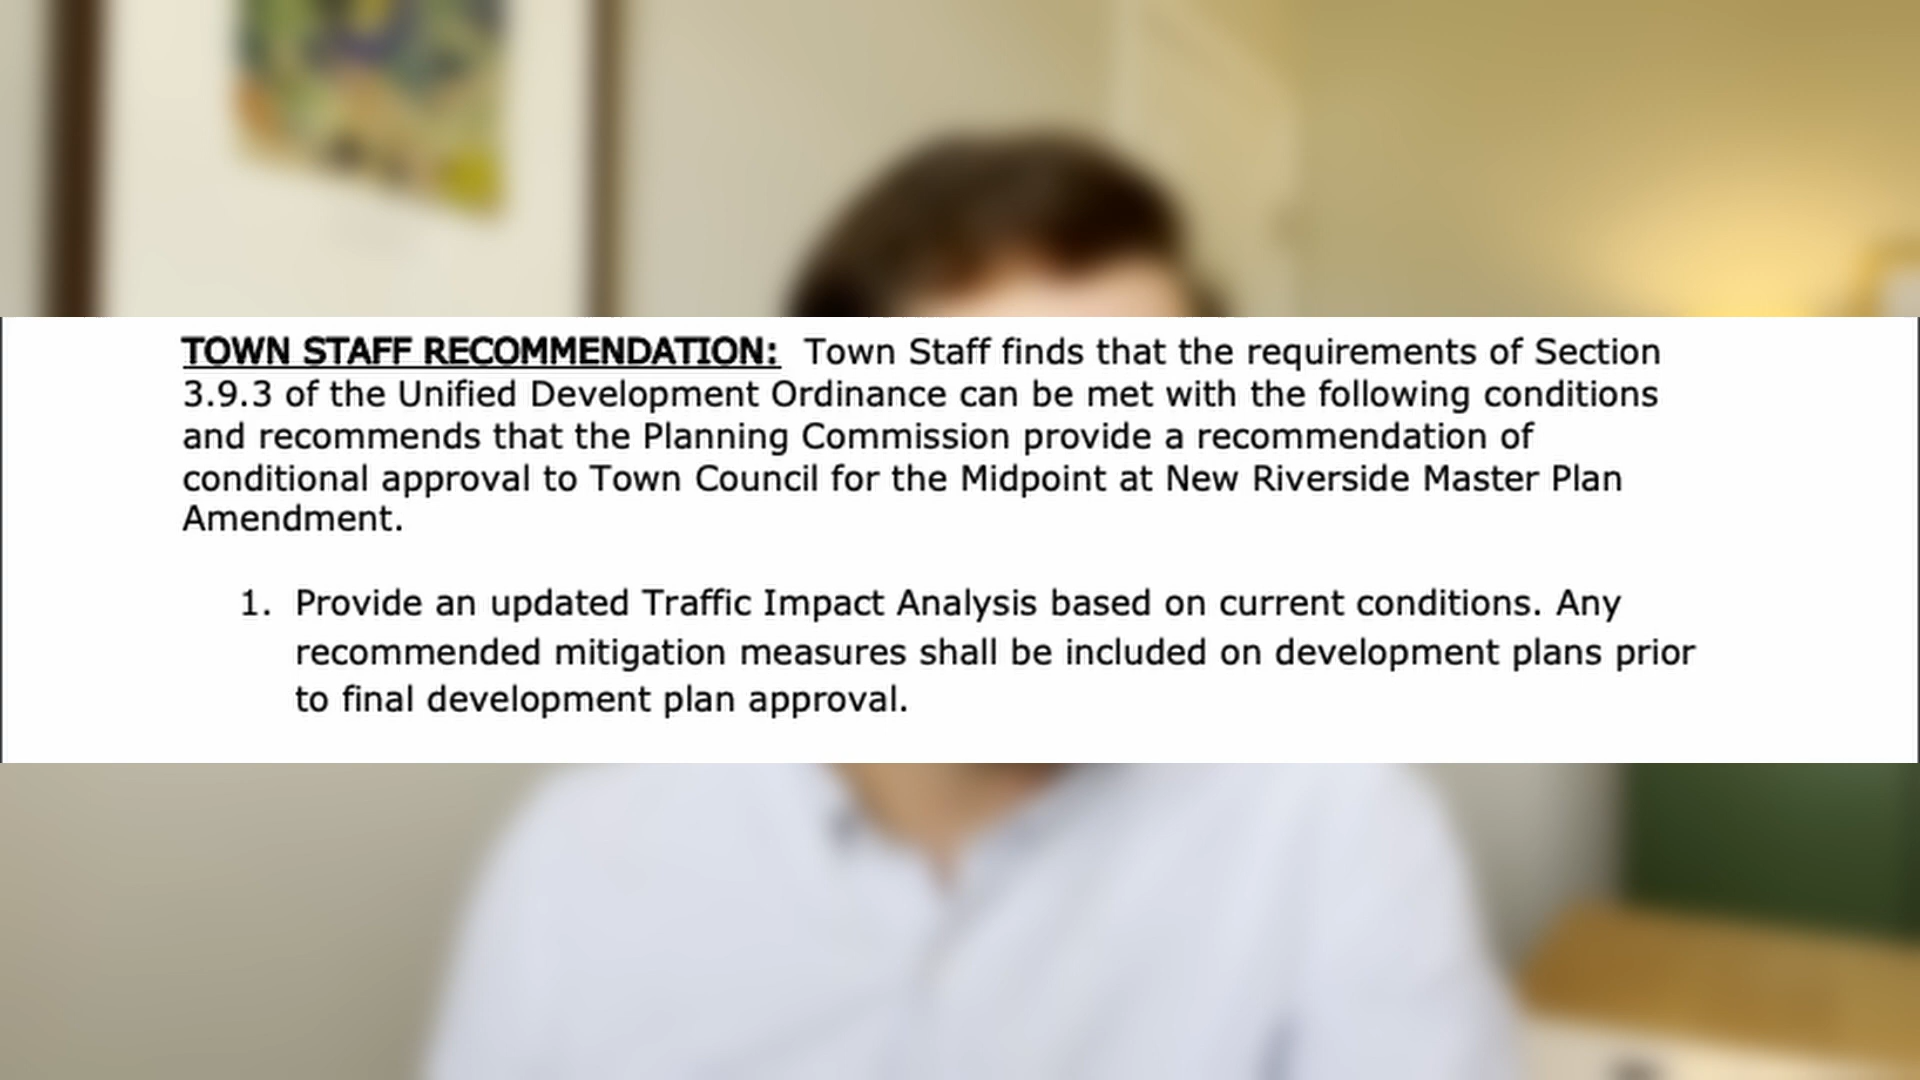 TOWN STAFF RECOMMENDATION: Town Staff finds that the requirements of Section
3.9.3 of the Unified Development Ordinance can be met with the following conditions
and recommends that the Planning Commission provide a recommendation of
conditional approval to Town Council for the Midpoint at New Riverside Master Plan
Amendment.
1. Provide an updated Traffic Impact Analysis based on current conditions. Any
recommended mitigation measures shall be included on development plans prior
to final development plan approval.